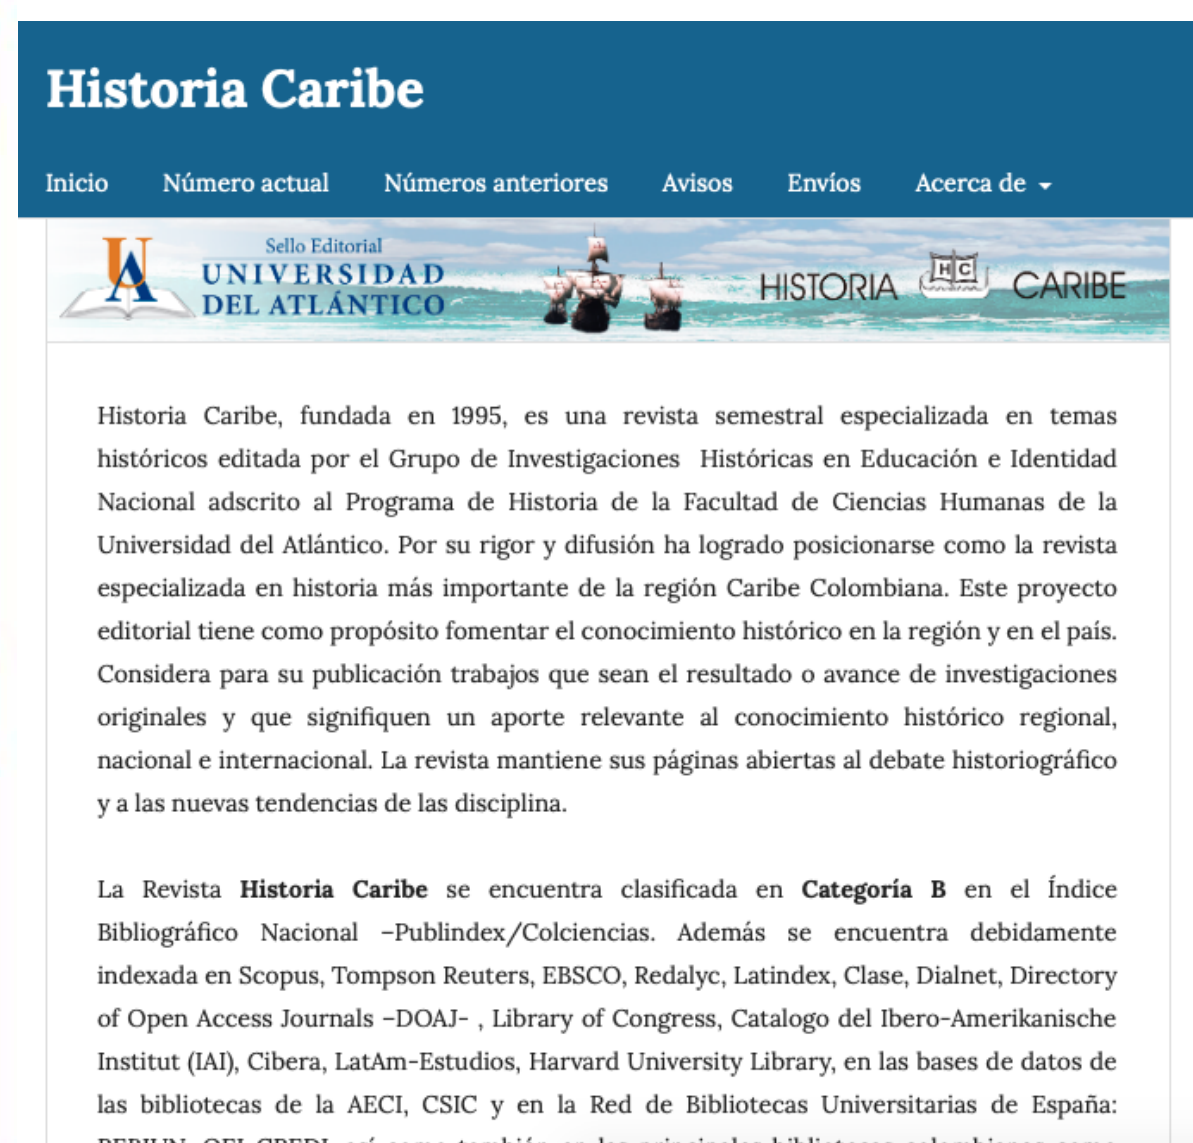 Historia Caribe
Inicio Número actual Números anteriores Avisos Envíos Acerca de
Sello Editorial
UNIVERSIDAD
DEL ATLÁNTICO
HISTORIA HC CARIBE
Historia Caribe, fundada en 1995, es una revista semestral especializada en temas
históricos editada por el Grupo de Investigaciones Históricas en Educación e Identidad
Nacional adscrito al Programa de Historia de la Facultad de Ciencias Humanas de la
Universidad del Atlántico. Por su rigor y difusión ha logrado posicionarse como la revista
especializada en historia más importante de la región Caribe Colombiana. Este proyecto
editorial tiene como propósito fomentar el conocimiento histórico en la región y en el país.
Considera para su publicación trabajos que sean el resultado o avance de investigaciones
originales y que signifiquen un aporte relevante al conocimiento histórico regional,
nacional e internacional. La revista mantiene sus páginas abiertas al debate historiográfico
y a las nuevas tendencias de las disciplina.
La Revista Historia Caribe se encuentra clasificada en Categoría B en el Índice
Bibliográfico Nacional –Publindex/Colciencias. Además se encuentra debidamente
indexada en Scopus, Tompson Reuters, EBSCO, Redalyc, Latindex, Clase, Dialnet, Directory
of Open Access Journals –DOAJ- , Library of Congress, Catalogo del Ibero-Amerikanische
Institut (IAI), Cibera, LatAm-Estudios, Harvard University Library, en las bases de datos de
las bibliotecas de la AECI, CSIC y en la Red de Bibliotecas Universitarias de España: